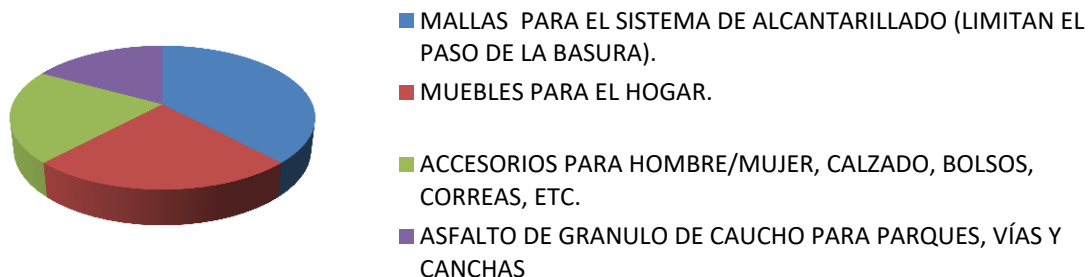 MALLAS  PARA EL SISTEMA DE ALCANTARILLADO (LIMITAN EL
PASO DE LA BASURA).
MUEBLES PARA EL HOGAR.
ACCESORIOS PARA HOMBRE/MUJER, CALZADO, BOLSOS,
CORREAS, ETC.
ASFALTO DE GRANULO DE CAUCHO PARA PARQUES, VÍAS Y
CANCHAS